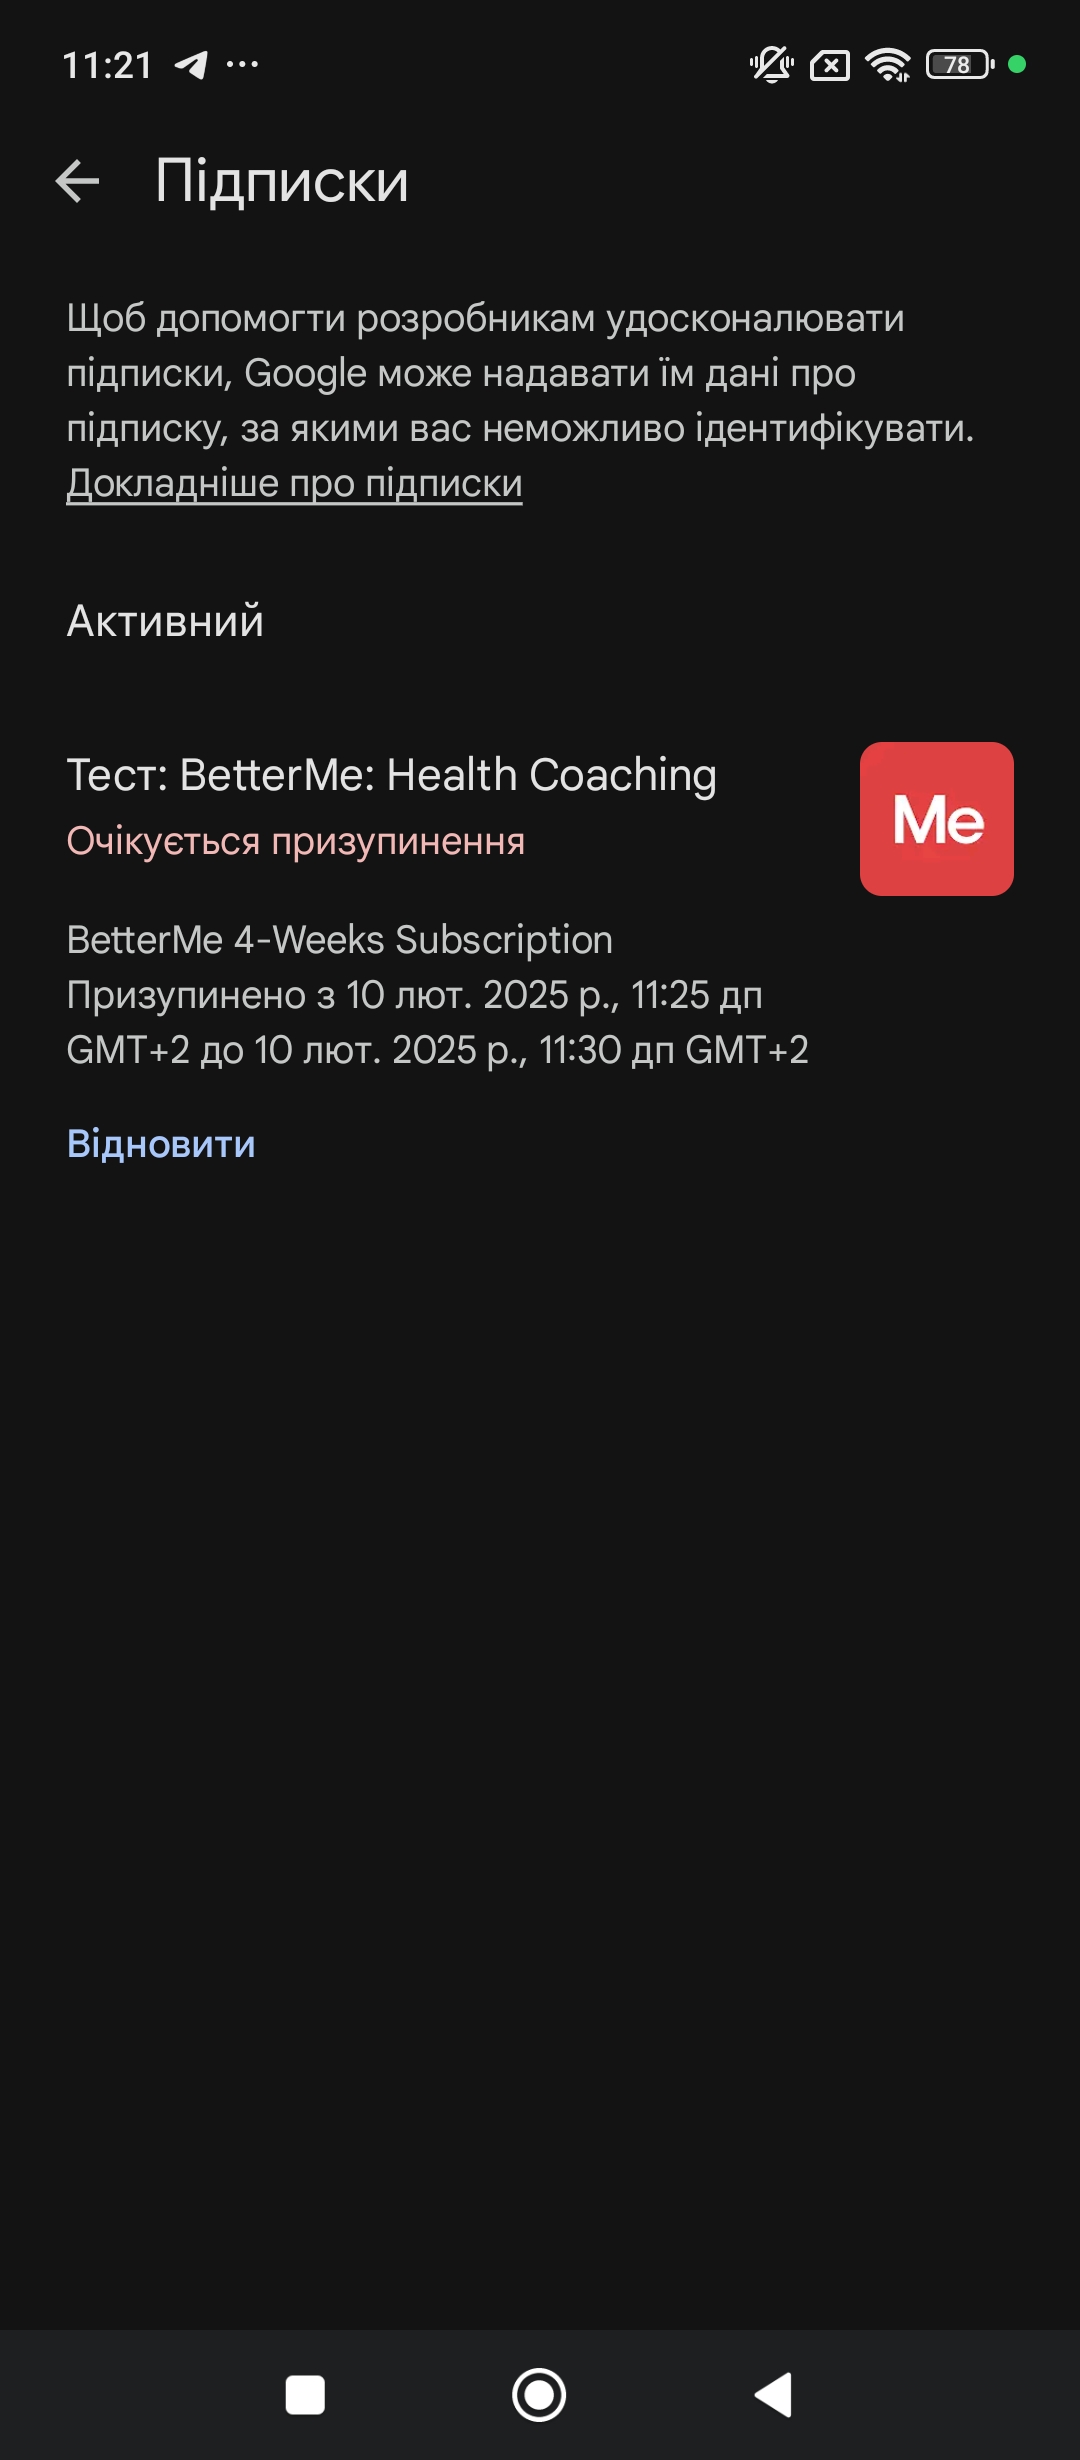 11:21
78
Підписки
Щоб допомогти розробникам удосконалювати
підписки, Google може надавати їм дані про
підписку, за якими вас неможливо ідентифікувати.
Докладніше про підписки
Активний
Тест: BetterMe: Health Coaching
Me
Очікується призупинення
BetterMe 4-Weeks Subscription
Призупинено з 10 лют. 2025 р., 11:25 дп
GMT+2 до 10 лют. 2025 р., 11:30 дп GMT+2
Відновити